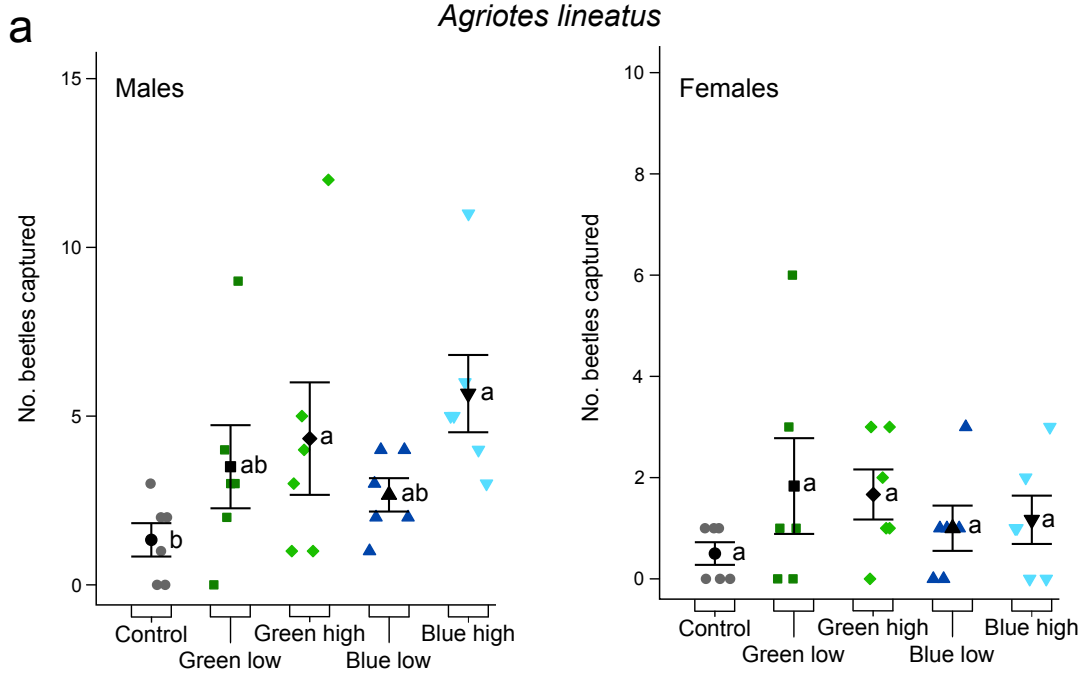 a
Agriotes lineatus
Males
No. beetles captured
15
10
5
0
b
ab
a
ab
a
Control
Green low
Green high
Blue low
Blue high
Females
No. beetles captured
10
8
6
4
2
0
a
a
a
a
a
Control
Green low
Green high
Blue low
Blue high